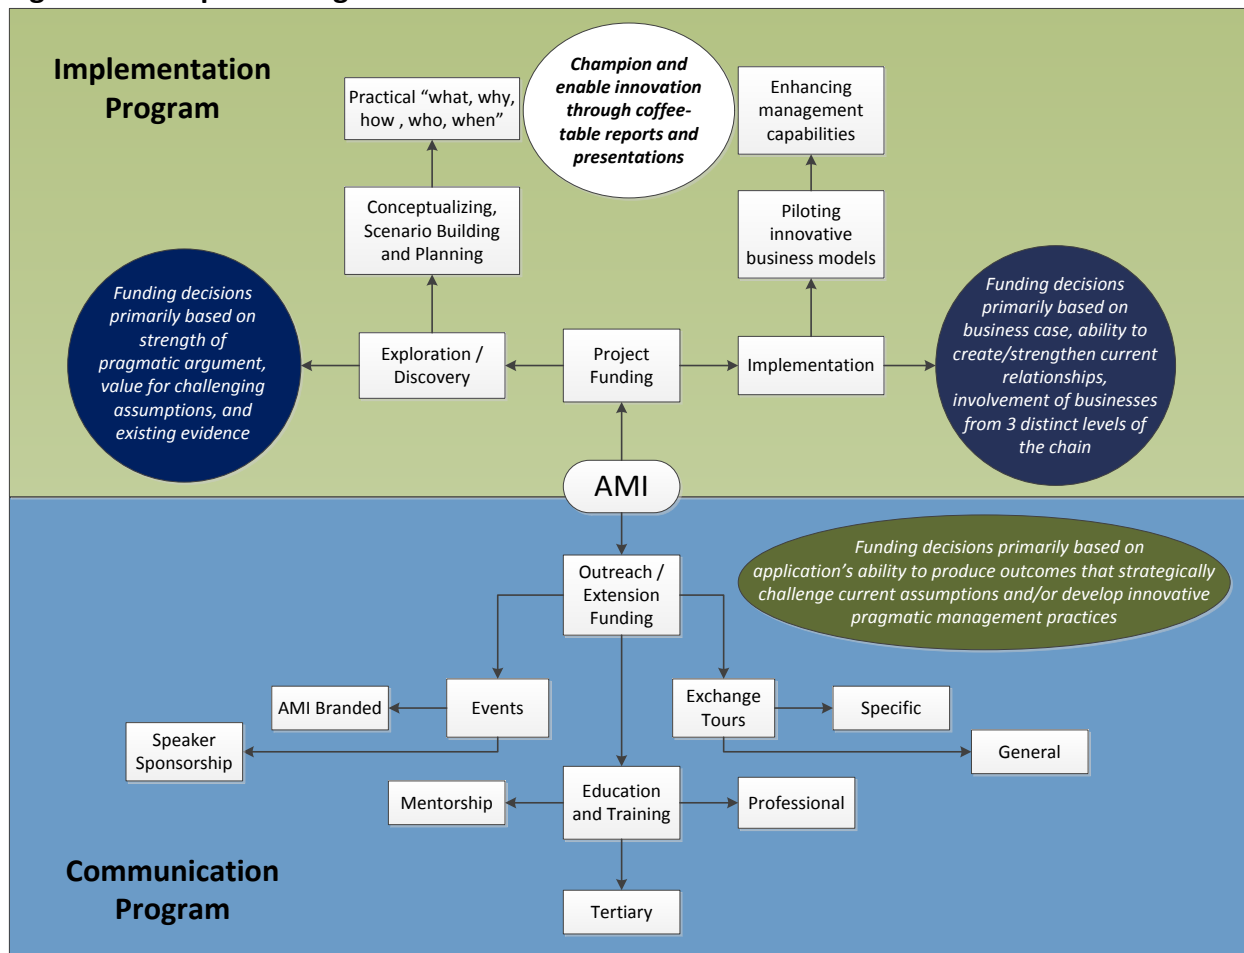 Implementation
Program
Practical “what, why,
how , who, when”
Champion and
enable innovation
through coffee-
table reports and
presentations
Enhancing
management
capabilities
Conceptualizing,
Scenario Building
and Planning
Piloting
innovative
business models
Funding decisions
primarily based on
strength of
pragmatic argument,
value for challenging
assumptions, and
existing evidence
Exploration /
Discovery
Project
Funding
Implementation
Funding decisions
primarily based on
business case, ability to
create/strengthen current
relationships,
involvement of businesses
from 3 distinct levels of
the chain
AMI
Outreach /
Extension
Funding
Funding decisions primarily based on
application’s ability to produce outcomes that strategically
challenge current assumptions and/or develop innovative
pragmatic management practices
AMI Branded
Events
Exchange
Tours
Specific
Speaker
Sponsorship
General
Mentorship
Education
and Training
Professional
Communication
Program
Tertiary